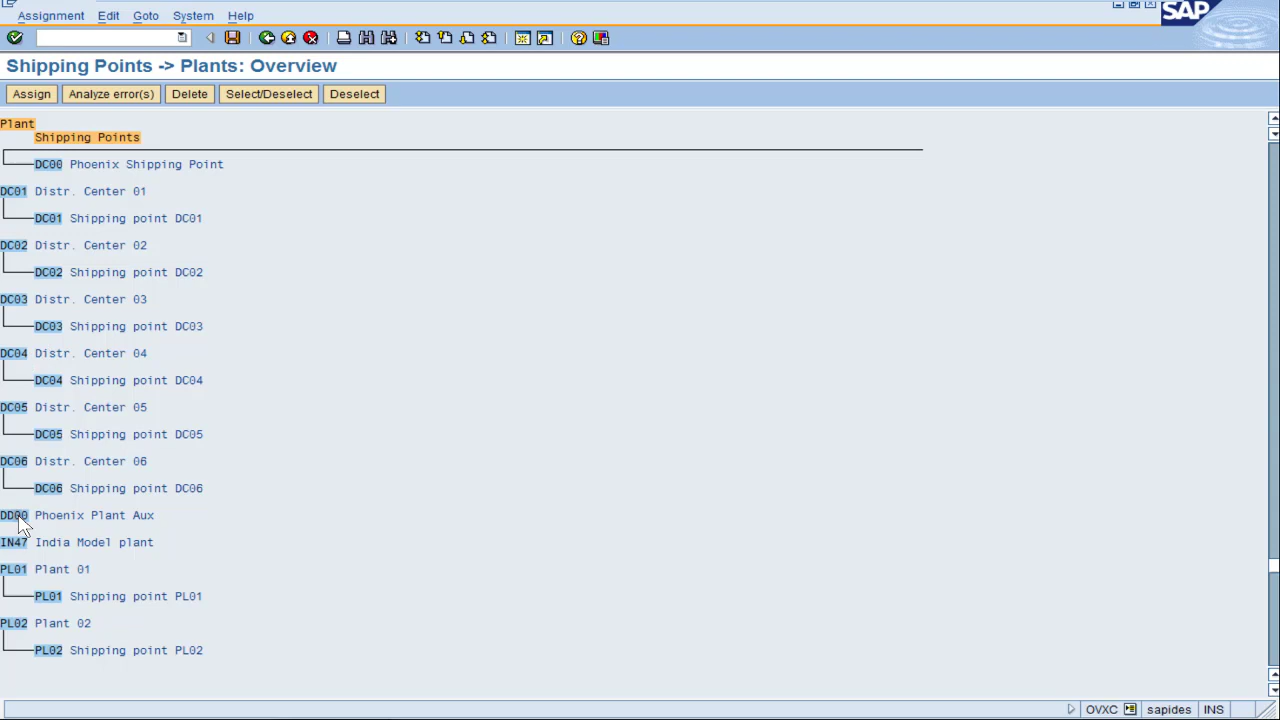 Assignment Edit Goto System Help
SAP
Shipping Points -> Plants: Overview
Assign Analyze error(s) Delete Select/Deselect Deselect
Plant
Shipping Points
DC00 Phoenix Shipping Point
DC01 Distr. Center 01
DC01 Shipping point DC01
DC02 Distr. Center 02
DC02 Shipping point DC02
DC03 Distr. Center 03
DC03 Shipping point DC03
DC04 Distr. Center 04
DC04 Shipping point DC04
DC05 Distr. Center 05
DC05 Shipping point DC05
DC06 Distr. Center 06
DC06 Shipping point DC06
DD00 Phoenix Plant Aux
IN47 India Model plant
PL01 Plant 01
PL01 Shipping point PL01
PL02 Plant 02
PL02 Shipping point PL02
OVXC sapides INS